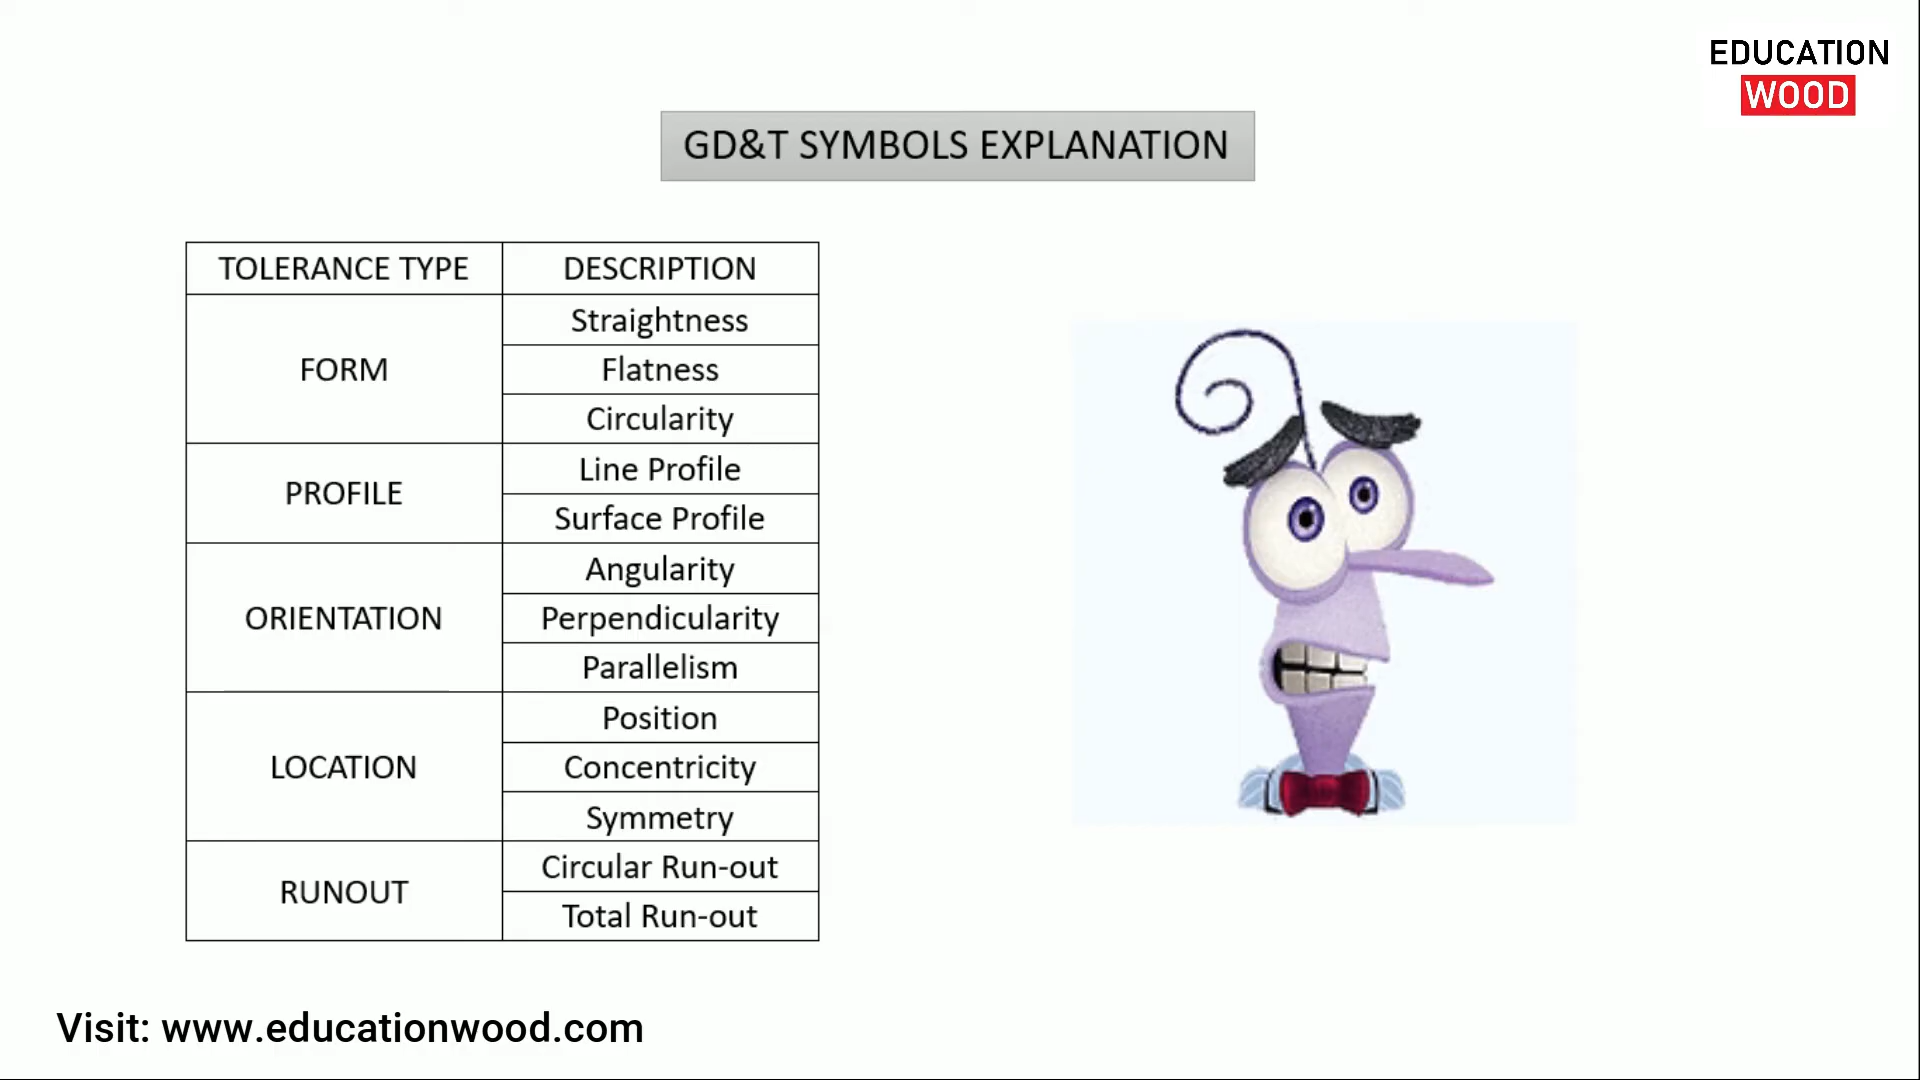 EDUCATION
WOOD
GD&T SYMBOLS EXPLANATION
TOLERANCE TYPE DESCRIPTION
FORM
Straightness
Flatness
Circularity
PROFILE
Line Profile
Surface Profile
ORIENTATION
Angularity
Perpendicularity
Parallelism
LOCATION
Position
Concentricity
Symmetry
RUNOUT
Circular Run-out
Total Run-out
Visit: www.educationwood.com